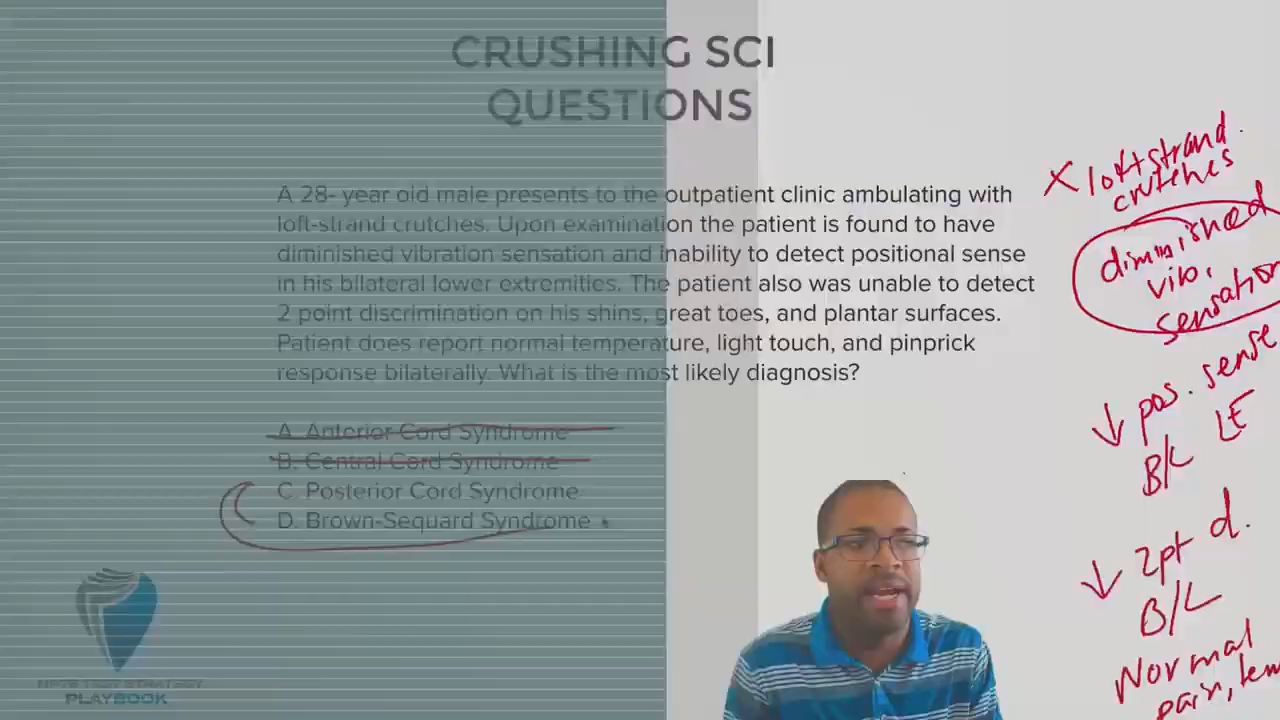 CRUSHING SCI
QUESTIONS
A 28- year old male presents to the outpatient clinic ambulating with
loft-strand crutches. Upon examination the patient is found to have
diminished vibration sensation and inability to detect positional sense
in his bilateral lower extremities. The patient also was unable to detect
2 point discrimination on his shins, great toes, and plantar surfaces.
Patient does report normal temperature, light touch, and pinprick
response bilaterally. What is the most likely diagnosis?
A. Anterior Cord Syndrome
B. Central Cord Syndrome
C. Posterior Cord Syndrome
D. Brown-Sequard Syndrome
X loftstrand
crutches
diminished
vib.
sensation
↓ pos. sense
B/L LE
↓ 2pt d.
B/L
Normal
pain, tem
NPTE TEST STRATEGY
PLAYBOOK